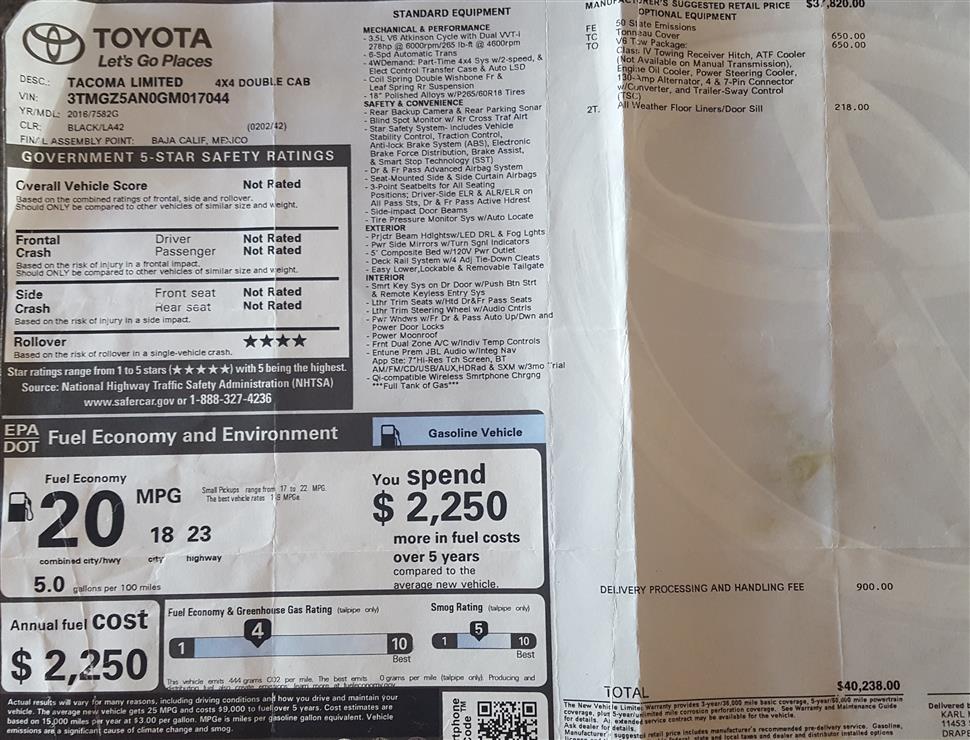 TOYOTA
Let's Go Places
DESC.: TACOMA LIMITED 4X4 DOUBLE CAB
VIN: 3TMGZ5AN0GM017044
YR/MDL: 2016/7582G
CLR: BLACK/LA42 (0202/42)
FINAL ASSEMBLY POINT: BAJA CALIF, MEXICO
GOVERNMENT 5-STAR SAFETY RATINGS
Overall Vehicle Score Not Rated
Based on the combined ratings of frontal, side and rollover.
Should ONLY be compared to other vehicles of similar size and weight.
Frontal Driver Not Rated
Crash Passenger Not Rated
Based on the risk of injury in a frontal impact.
Should ONLY be compared to other vehicles of similar size and weight.
Side Front seat Not Rated
Crash Rear seat Not Rated
Based on the risk of injury in a side impact.
Rollover ★★★★
Based on the risk of rollover in a single-vehicle crash.
Star ratings range from 1 to 5 stars (★★★★★) with 5 being the highest.
Source: National Highway Traffic Safety Administration (NHTSA)
www.safercar.gov or 1-888-327-4236
STANDARD EQUIPMENT
MECHANICAL & PERFORMANCE
- 3.5L V6 Atkinson Cycle with Dual VVT-i
278hp @ 6000rpm/265 lb-ft @ 4600rpm
- 6-Spd Automatic Trans
- 4WDemand: Part-Time 4x4 Sys w/2-speed, &
Elect Control Transfer Case & Auto LSD
- Coil Spring Double Wishbone Fr &
Leaf Spring Rr Suspension
- 18" Polished Alloys w/P265/60R18 Tires
SAFETY & CONVENIENCE
- Rear Backup Camera & Rear Parking Sonar
- Blind Spot Monitor w/ Rr Cross Traf Alrt
- Star Safety System- includes Vehicle
Stability Control, Traction Control,
Anti-lock Brake System (ABS), Electronic
Brake Force Distribution, Brake Assist,
& Smart Stop Technology (SST)
- Dr & Fr Pass Advanced Airbag System
- Seat-Mounted Side & Side Curtain Airbags
- 3-Point Seatbelts for All Seating
Positions; Driver-Side ELR & ALR/ELR on
All Pass Sts, Dr & Fr Pass Active Hdrest
- Side-Impact Door Beams
- Tire Pressure Monitor Sys w/Auto Locate
EXTERIOR
- Prjctr Beam Hdlghtsw/LED DRL & Fog Lghts
- Pwr Side Mirrors w/Turn Sgnl Indicators
- 5' Composite Bed w/120V Pwr Outlet
- Deck Rail System w/4 Adj Tie-Down Cleats
- Easy Lower,Lockable & Removable Tailgate
INTERIOR
- Smrt Key Sys on Dr Door w/Push Btn Strt
& Remote Keyless Entry Sys
- Lthr Trim Seats w/Htd Dr&Fr Pass Seats
- Lthr Trim Steering Wheel w/Audio Cntrls
- Pwr Wndws w/Fr Dr & Pass Auto Up/Dwn and
Power Door Locks
- Power Moonroof
- Frnt Dual Zone A/C w/Indiv Temp Controls
- Entune Prem JBL Audio w/Integ Nav
App Ste: 7"Hi-Res Tch Screen, BT
AM/FM/CD/USB/AUX,HDRad & SXM w/3mo Trial
- Qi-compatible Wireless Smrtphone Chrgng
***Full Tank of Gas***
MANUFACTURER'S SUGGESTED RETAIL PRICE
OPTIONAL EQUIPMENT
FE 50 State Emissions
TC Tonneau Cover 650.00
TO V6 Tow Package: 650.00
Class IV Towing Receiver Hitch, ATF Cooler
(Not Available on Manual Transmission),
Engine Oil Cooler, Power Steering Cooler,
130-Amp Alternator, 4 & 7-Pin Connector
w/Converter, and Trailer-Sway Control
(TSC)
2T. All Weather Floor Liners/Door Sill 218.00
DELIVERY PROCESSING AND HANDLING FEE 900.00
TOTAL $40,238.00
EPA DOT Fuel Economy and Environment
Gasoline Vehicle
Fuel Economy
20 MPG
Small Pickups range from 17 to 22 MPG.
18 23
combined city/hwy city highway
5.0 gallons per 100 miles
You spend
$ 2,250
more in fuel costs
over 5 years
compared to the
average new vehicle.
Annual fuel cost
$ 2,250
Fuel Economy & Greenhouse Gas Rating (tailpipe only)
1 4 10
Best
Smog Rating (tailpipe only)
1 5 10
Best
This vehicle emits 444 grams CO2 per mile. The best emits 0 grams per mile (tailpipe only). Producing and
Actual results will vary for many reasons, including driving conditions and how you drive and maintain your
vehicle. The average new vehicle gets 25 MPG and costs $9,000 to fuel over 5 years. Cost estimates are
based on 15,000 miles per year at $3.00 per gallon. MPGe is miles per gasoline gallon equivalent. Vehicle
emissions are a significant cause of climate change and smog.
Delivered
KARL
11453